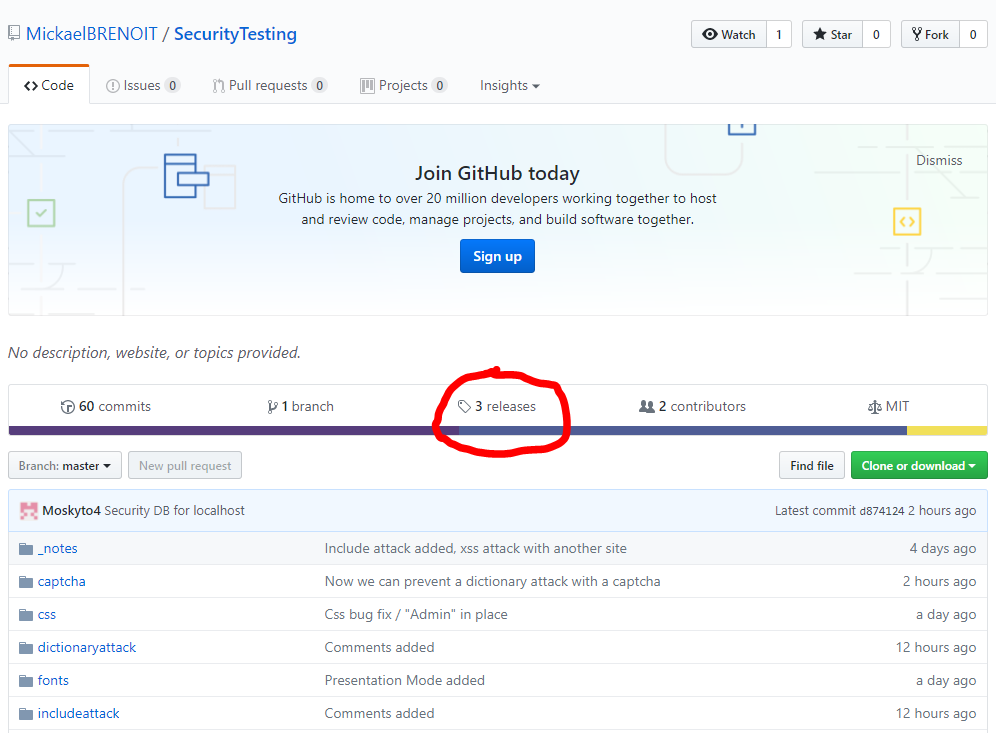 MickaelBRENOIT / SecurityTesting
Watch 1 Star 0 Fork 0
Code Issues 0 Pull requests 0 Projects 0 Insights
Dismiss
Join GitHub today
GitHub is home to over 20 million developers working together to host
and review code, manage projects, and build software together.
Sign up
No description, website, or topics provided.
60 commits 1 branch 3 releases 2 contributors MIT
Branch: master New pull request Find file Clone or download
Moskyto4 Security DB for localhost Latest commit d874124 2 hours ago
_notes Include attack added, xss attack with another site 4 days ago
captcha Now we can prevent a dictionary attack with a captcha 2 hours ago
css Css bug fix / "Admin" in place a day ago
dictionaryattack Comments added 12 hours ago
fonts Presentation Mode added a day ago
includeattack Comments added 12 hours ago